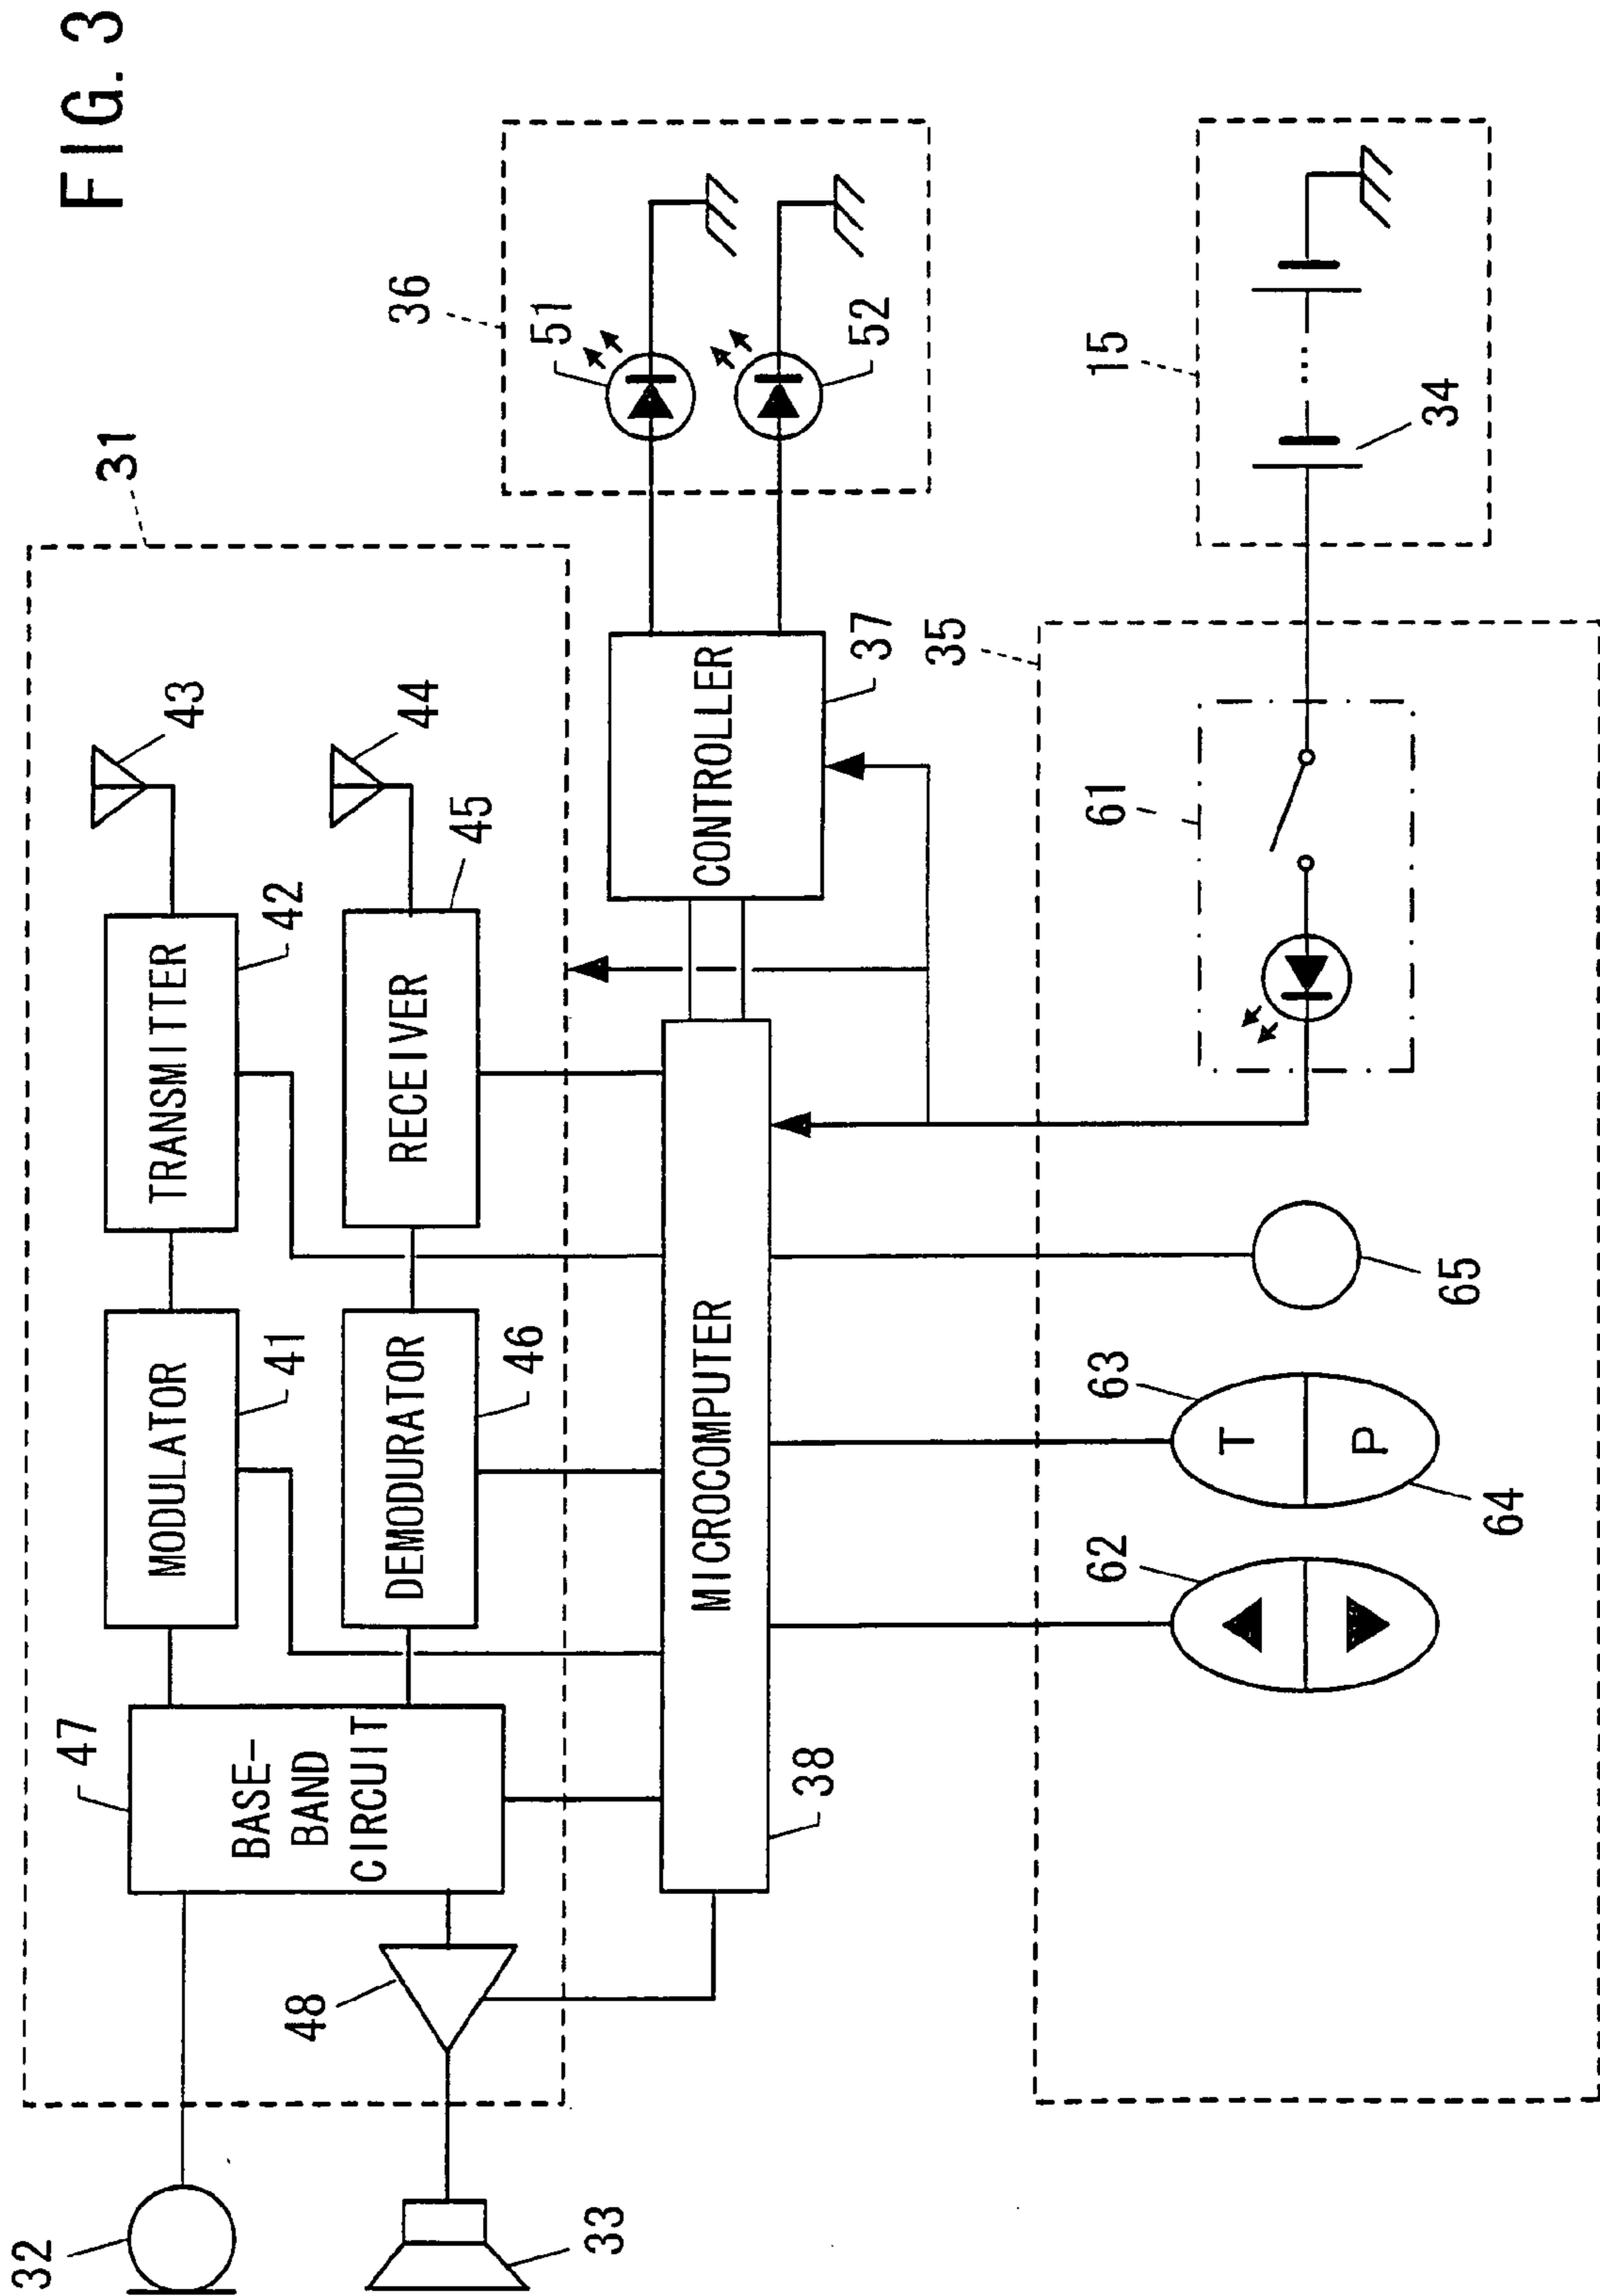 FIG. 3
31
43
44
TRANSMITTER
42
RECEIVER
45
MODULATOR
41
DEMODURATOR
46
47
BASE-
BAND
CIRCUIT
48
32
33
36
51
52
CONTROLLER
37
MICROCOMPUTER
38
15
34
35
61
65
63
T
P
64
62